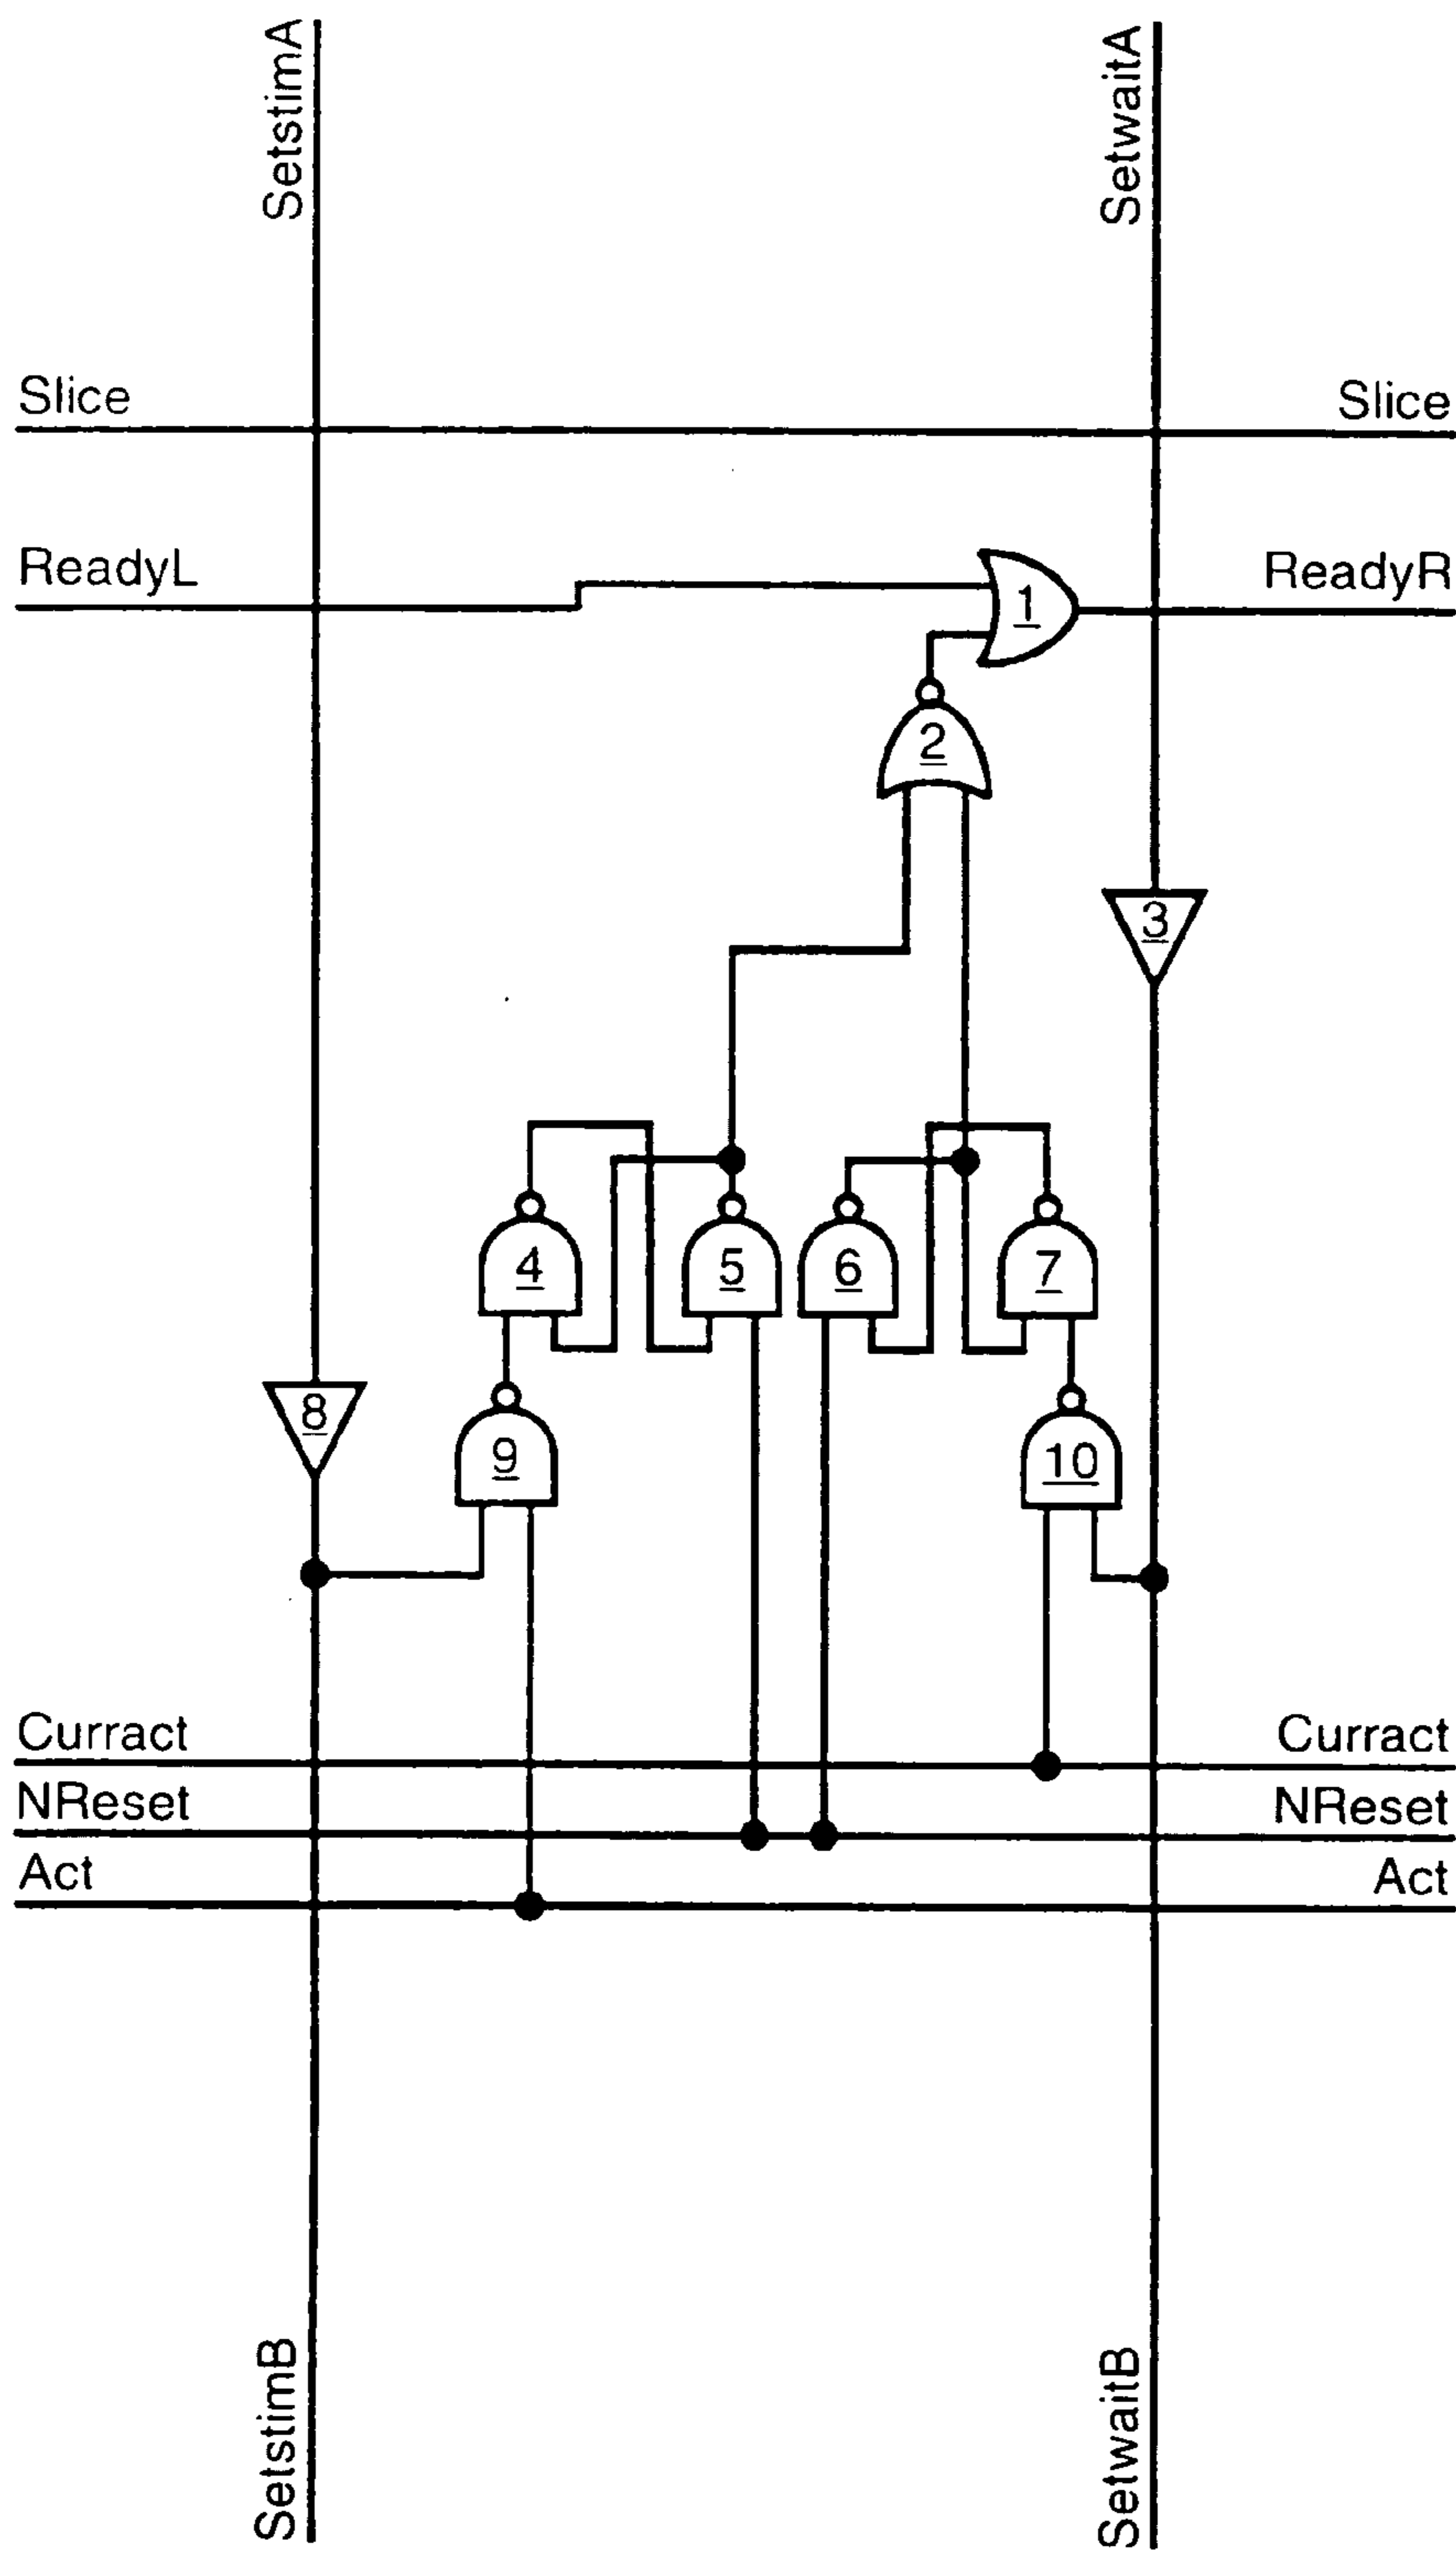 SetstimA
SetwaitA
Slice
Slice
ReadyL
ReadyR
1
2
3
4
5
6
7
8
9
10
Curract
Curract
NReset
NReset
Act
Act
SetstimB
SetwaitB